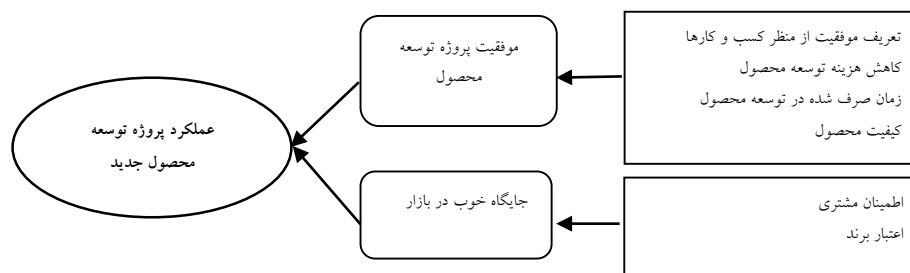 تعریف موفقیت از منظر کسب و کارها
کاهش هزینه توسعه محصول
زمان صرف شده در توسعه محصول
کیفیت محصول
موفقیت پروژه توسعه
محصول
عملکرد پروژه توسعه
محصول جدید
جایگاه خوب در بازار
اطمینان مشتری
اعتبار برند